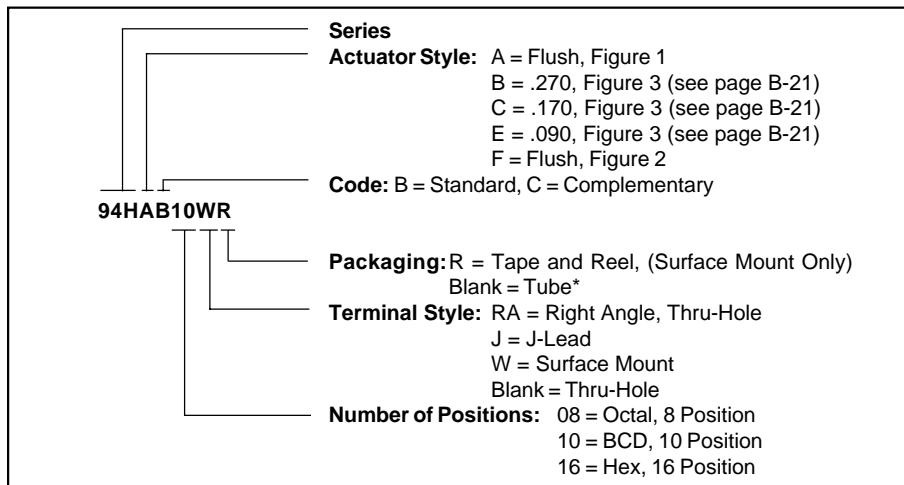 Series
Actuator Style: A = Flush, Figure 1
B = .270, Figure 3 (see page B-21)
C = .170, Figure 3 (see page B-21)
E = .090, Figure 3 (see page B-21)
F = Flush, Figure 2
Code: B = Standard, C = Complementary
94HAB10WR
Packaging: R = Tape and Reel, (Surface Mount Only)
Blank = Tube*
Terminal Style: RA = Right Angle, Thru-Hole
J = J-Lead
W = Surface Mount
Blank = Thru-Hole
Number of Positions: 08 = Octal, 8 Position
10 = BCD, 10 Position
16 = Hex, 16 Position